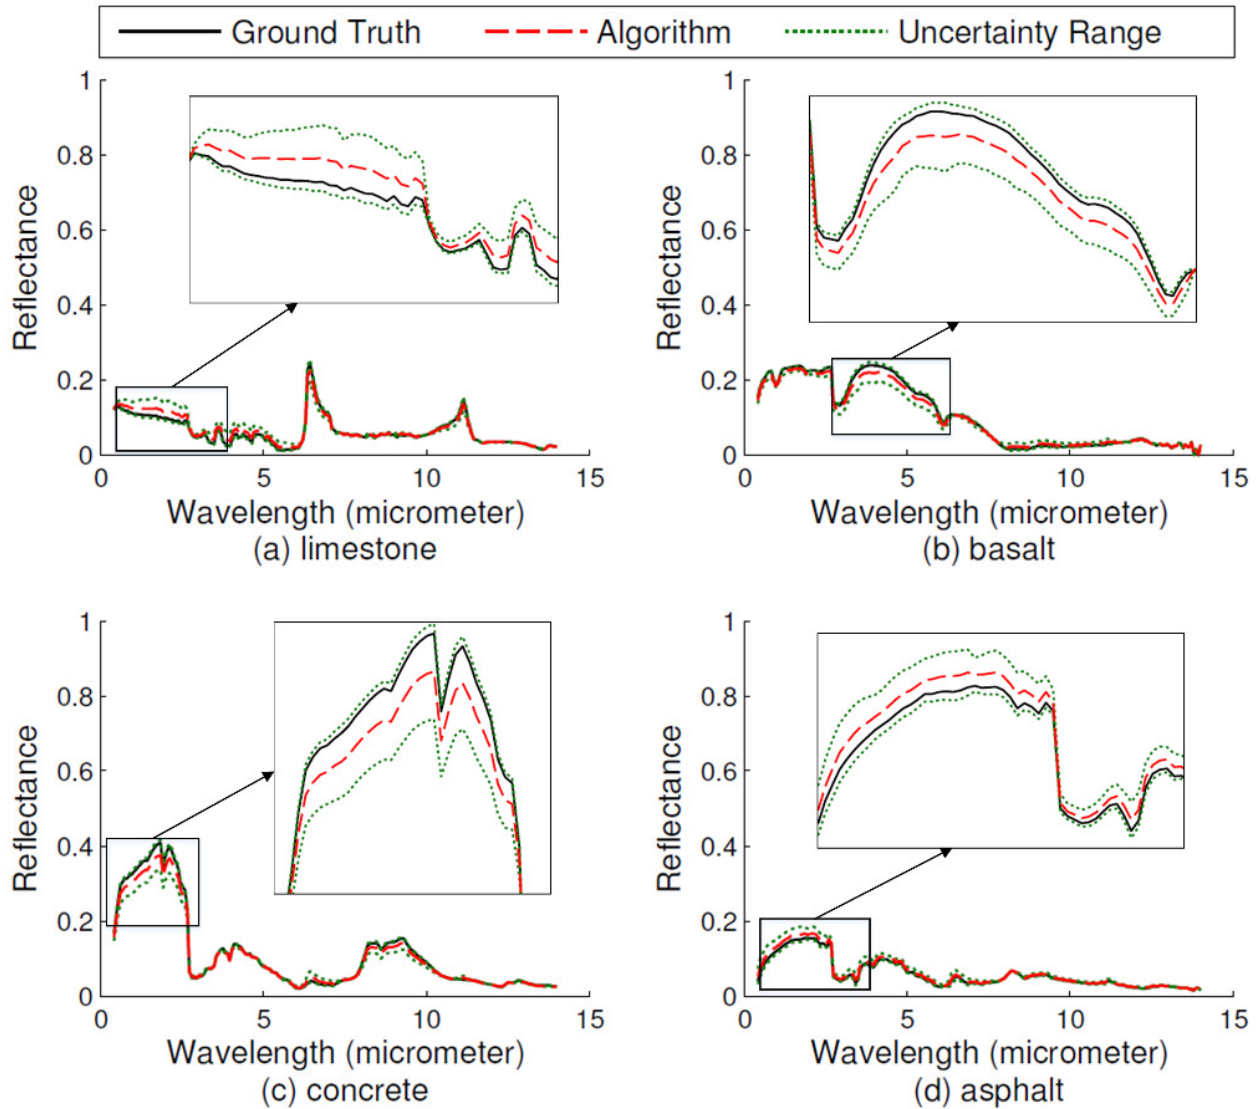 Ground Truth Algorithm Uncertainty Range
1
0.8
0.6
0.4
0.2
0
Reflectance
0 5 10 15
Wavelength (micrometer)
(a) limestone
1
0.8
0.6
0.4
0.2
0
Reflectance
0 5 10 15
Wavelength (micrometer)
(b) basalt
1
0.8
0.6
0.4
0.2
0
Reflectance
0 5 10 15
Wavelength (micrometer)
(c) concrete
1
0.8
0.6
0.4
0.2
0
Reflectance
0 5 10 15
Wavelength (micrometer)
(d) asphalt